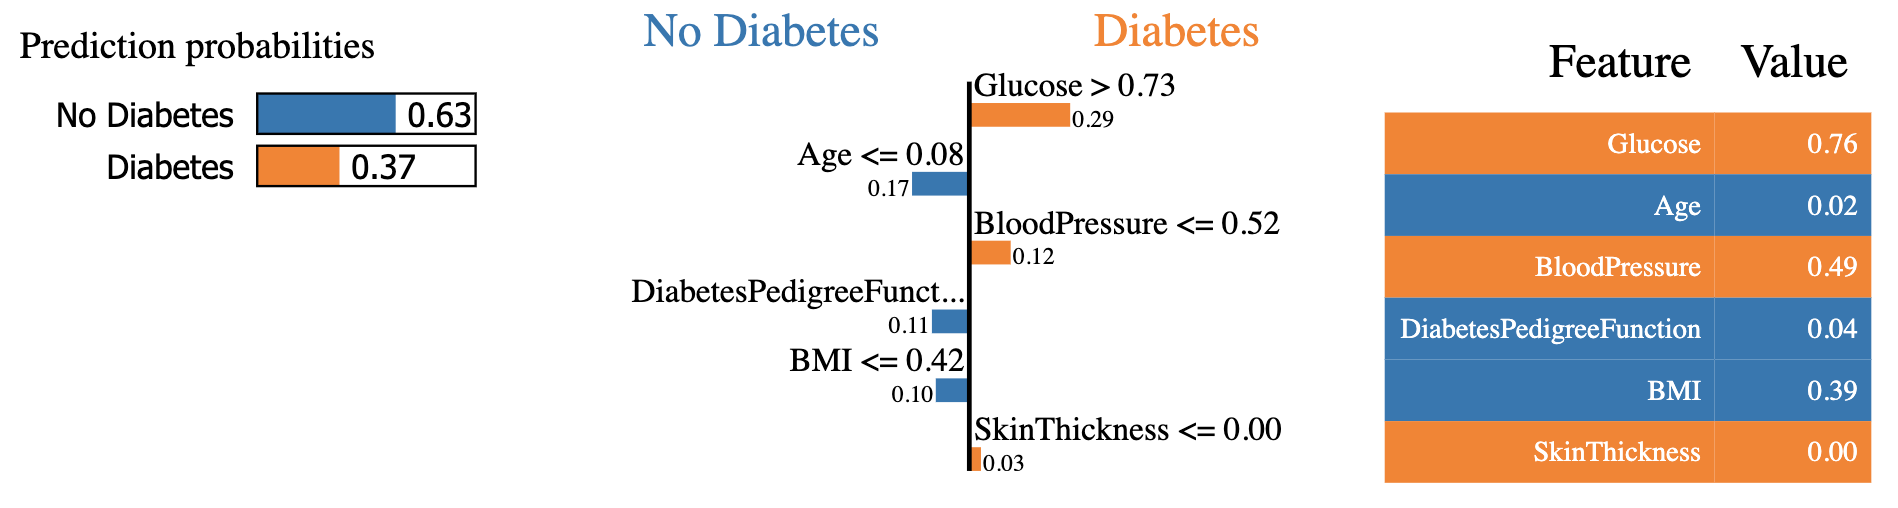 Prediction probabilities
No Diabetes 0.63
Diabetes 0.37
No Diabetes Diabetes
Glucose > 0.73
0.29
Age <= 0.08
0.17
BloodPressure <= 0.52
0.12
DiabetesPedigreeFunct...
0.11
BMI <= 0.42
0.10
SkinThickness <= 0.00
0.03
Feature Value
Glucose 0.76
Age 0.02
BloodPressure 0.49
DiabetesPedigreeFunction 0.04
BMI 0.39
SkinThickness 0.00